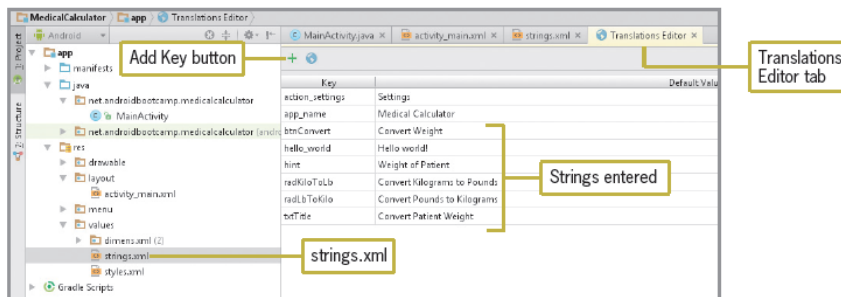 MedicalCalculator app Translations Editor
Android
MainActivity.java × activity_main.xml × strings.xml × Translations Editor ×
1: Project
2: Structure
Add Key button
Translations
Editor tab
app
manifests
java
net.androidbootcamp.medicalcalculator
MainActivity
net.androidbootcamp.medicalcalculator (andro
res
drawable
layout
activity_main.xml
menu
values
dimens.xml (2)
strings.xml
styles.xml
Gradle Scripts
Key Default Valu
action_settings Settings
app_name Medical Calculator
btnConvert Convert Weight
hello_world Hello world!
hint Weight of Patient
radKiloToLb Convert Kilograms to Pounds
radLbToKilo Convert Pounds to Kilograms
txtTitle Convert Patient Weight
Strings entered
strings.xml